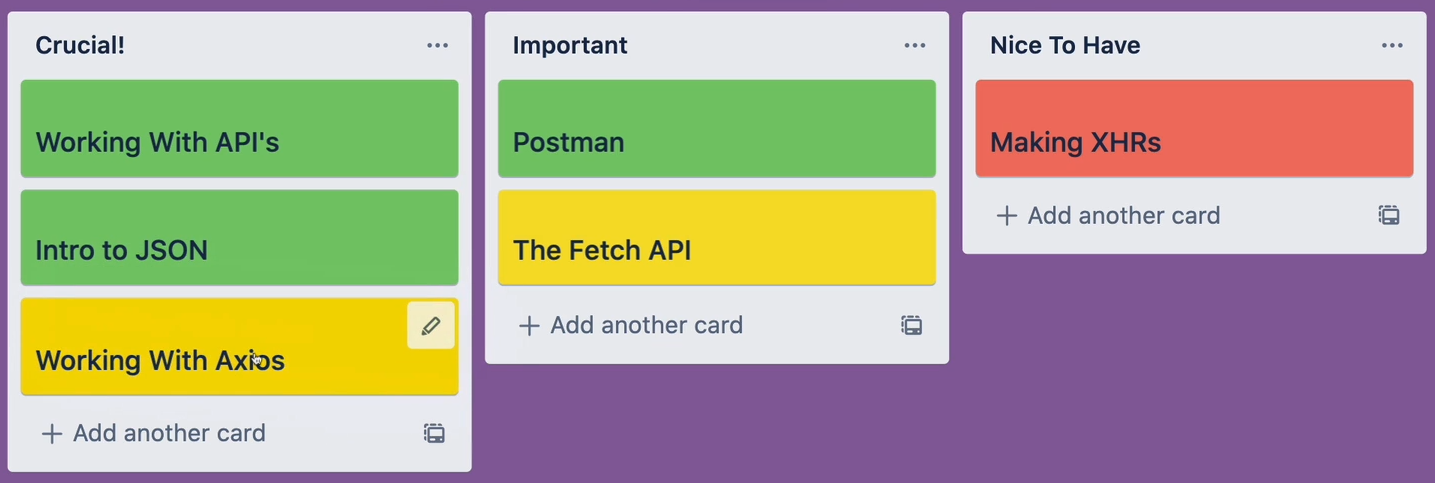 Crucial!
Working With API's
Intro to JSON
Working With Axios
+ Add another card
Important
Postman
The Fetch API
+ Add another card
Nice To Have
Making XHRs
+ Add another card